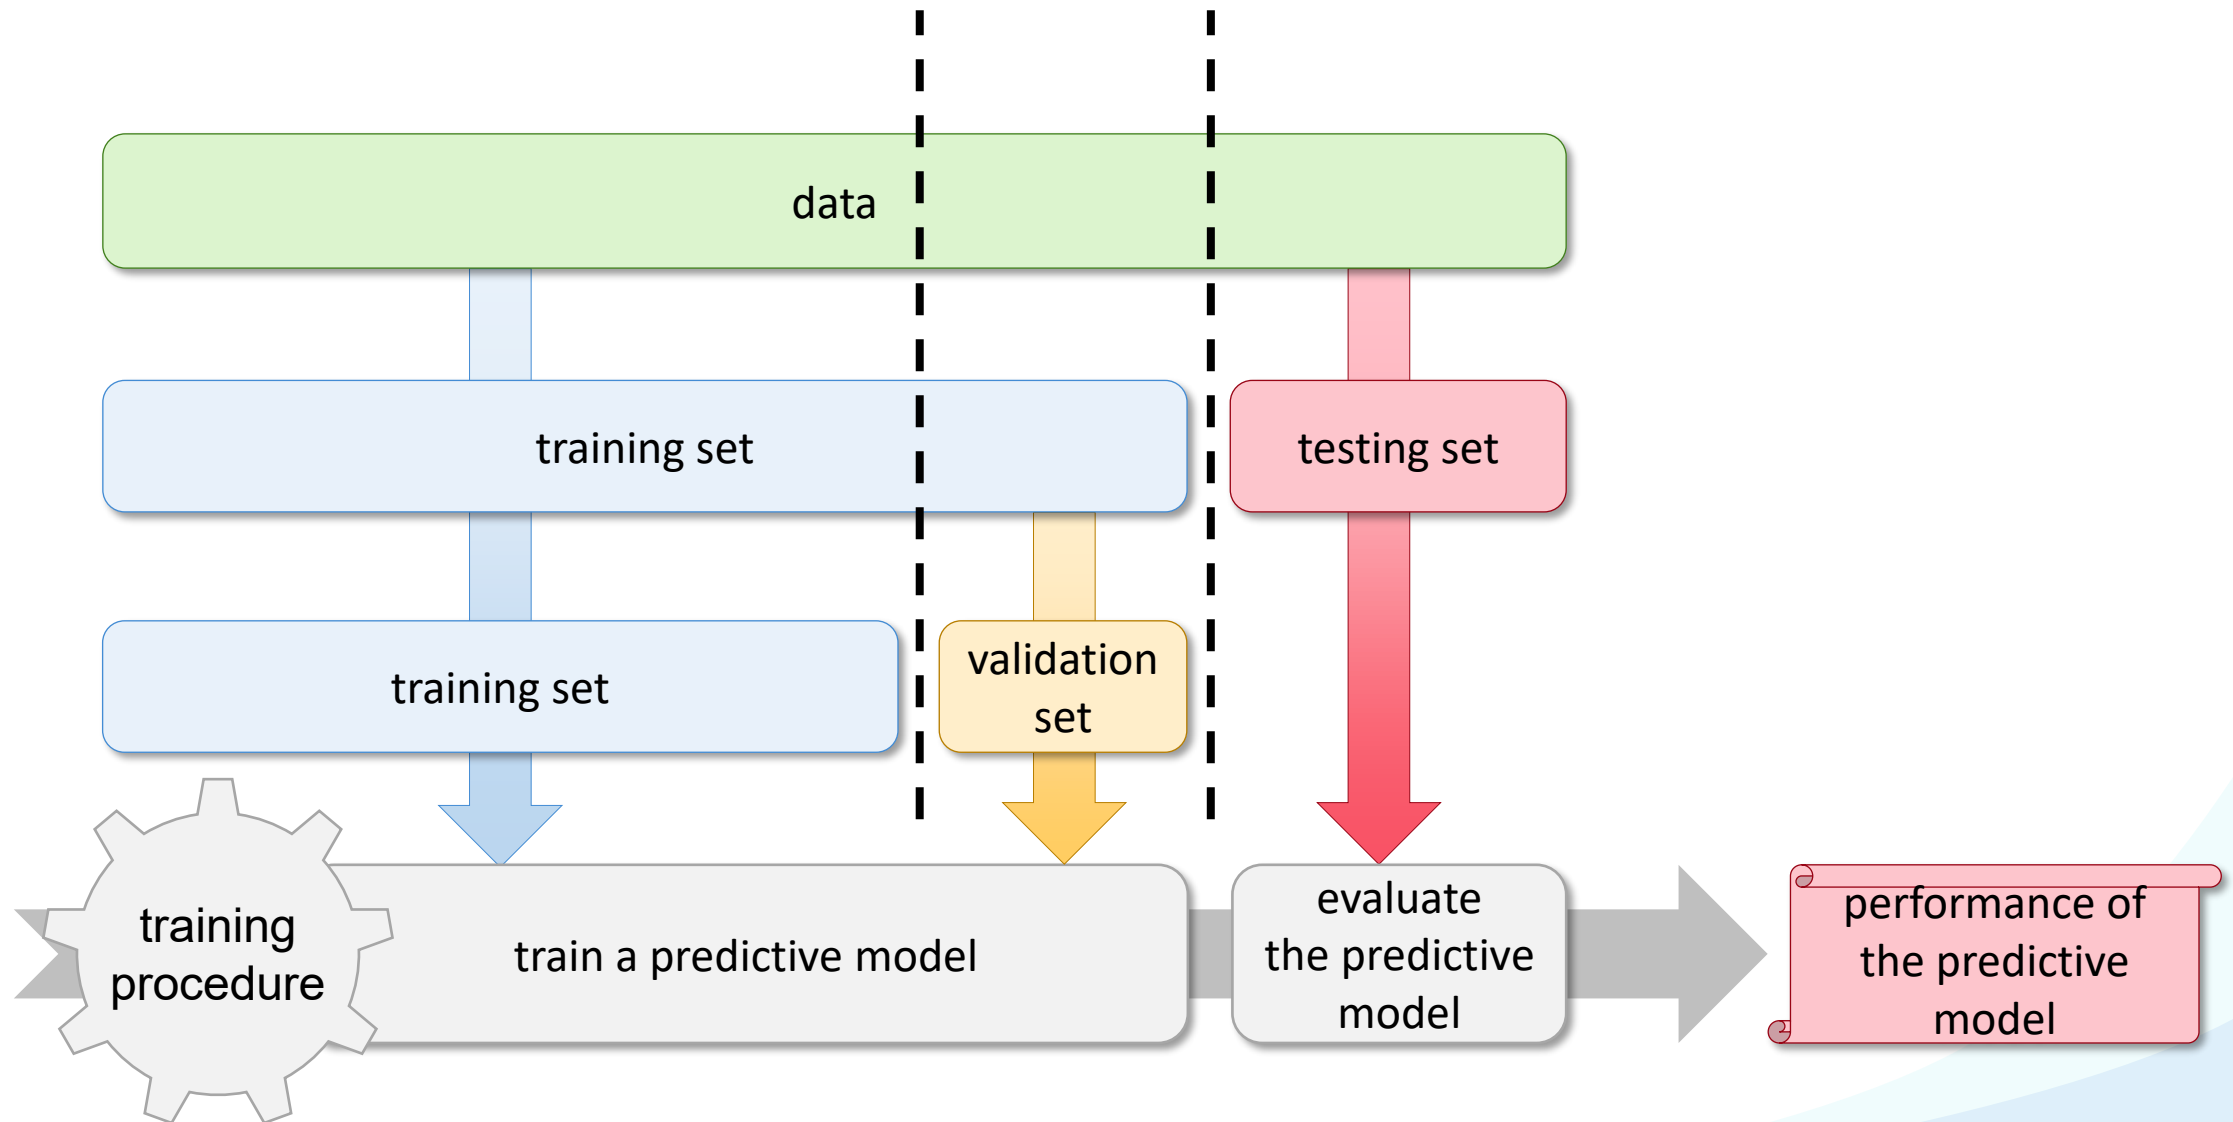 data
training set
testing set
training set
validation
set
training
procedure
train a predictive model
evaluate
the predictive
model
performance of
the predictive
model